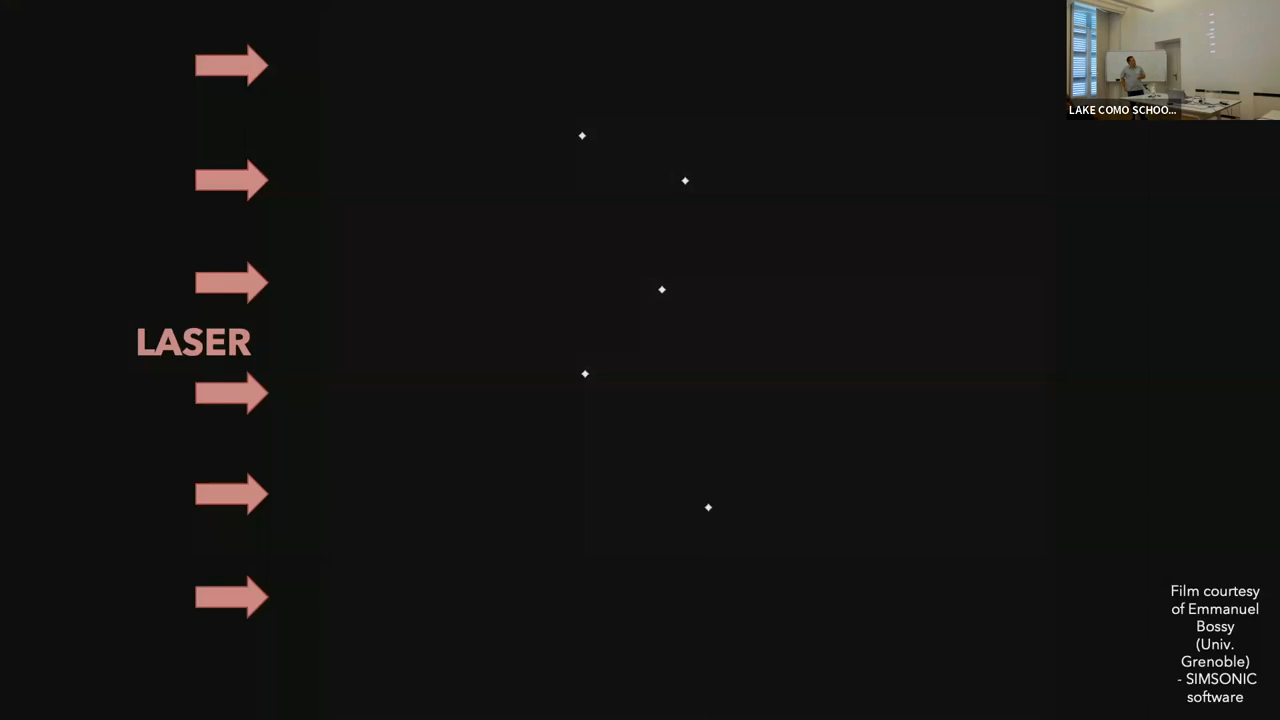 LAKE COMO SCHOO...
LASER
Film courtesy
of Emmanuel
Bossy
(Univ.
Grenoble)
- SIMSONIC
software